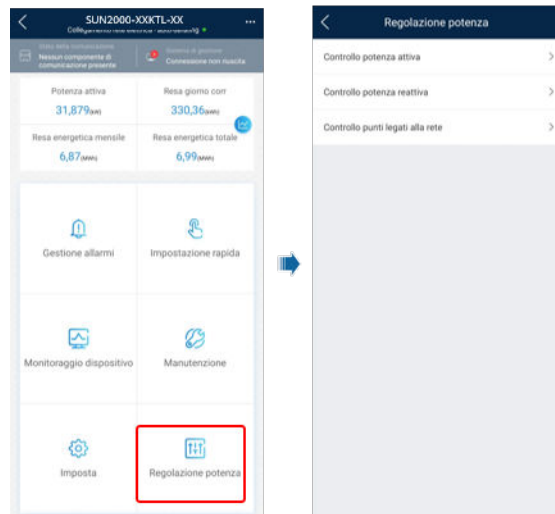 SUN2000-XXKTL-XX
Regolazione potenza
Nessun componente di
comunicazione presente
Connessione non riuscita
Potenza attiva
Resa giorno corr
31,879(kW)
330,36(kWh)
Resa energetica mensile
Resa energetica totale
6,87(MWh)
6,99(MWh)
Gestione allarmi
Impostazione rapida
Monitoraggio dispositivo
Manutenzione
Imposta
Regolazione potenza
Controllo potenza attiva
Controllo potenza reattiva
Controllo punti legati alla rete